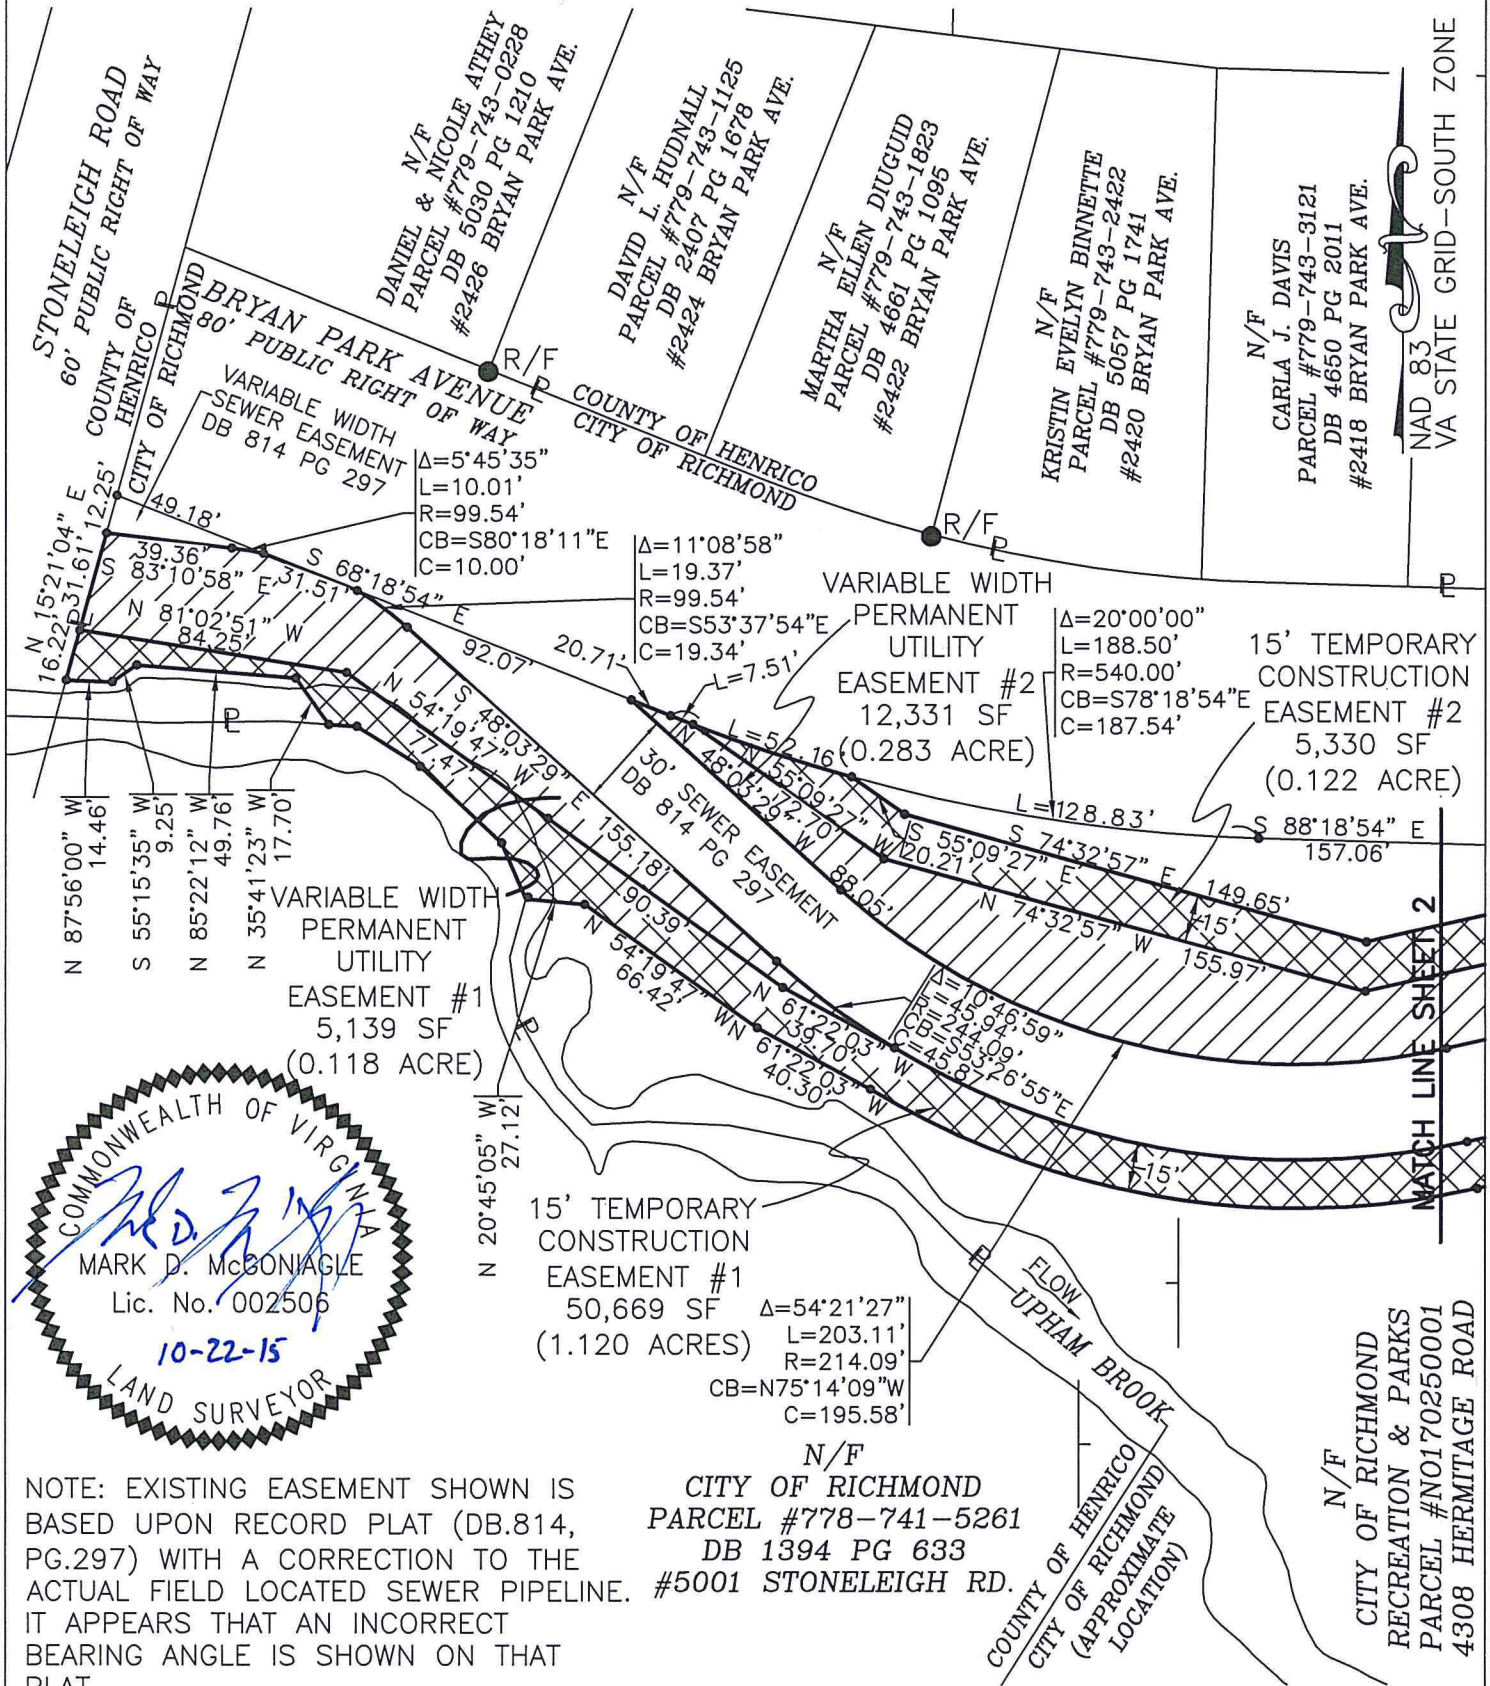 STONELEIGH ROAD
60' PUBLIC RIGHT OF WAY
COUNTY OF
HENRICO
CITY OF RICHMOND
BRYAN PARK AVENUE
80' PUBLIC RIGHT OF WAY
N/F
DANIEL & NICOLE ATHEY
PARCEL #779-743-0228
DB 5030 PG 1210
#2426 BRYAN PARK AVE.
N/F
DAVID L. HUDNALL
PARCEL #779-743-1125
DB 2407 PG 1678
#2424 BRYAN PARK AVE.
N/F
MARTHA ELLEN DIUGUID
PARCEL #779-743-1823
DB 4661 PG 1095
#2422 BRYAN PARK AVE.
N/F
KRISTIN EVELYN BINNETTE
PARCEL #779-743-2422
DB 5057 PG 1741
#2420 BRYAN PARK AVE.
N/F
CARLA J. DAVIS
PARCEL #779-743-3121
DB 4650 PG 2011
#2418 BRYAN PARK AVE.
NAD 83
VA STATE GRID-SOUTH ZONE
R/F
COUNTY OF HENRICO
CITY OF RICHMOND
R/F
VARIABLE WIDTH
SEWER EASEMENT
DB 814 PG 297
Δ=5°45'35"
L=10.01'
R=99.54'
CB=S80°18'11"E
C=10.00'
Δ=11°08'58"
L=19.37'
R=99.54'
CB=S53°37'54"E
C=19.34'
VARIABLE WIDTH
PERMANENT
UTILITY
EASEMENT #2
12,331 SF
(0.283 ACRE)
Δ=20°00'00"
L=188.50'
R=540.00'
CB=S78°18'54"E
C=187.54'
15' TEMPORARY
CONSTRUCTION
EASEMENT #2
5,330 SF
(0.122 ACRE)
N 15°21'04" E
16.22'
31.61'
12.25'
49.18'
39.36'
S 83°10'58" E
31.51'
S 68°18'54" E
92.07'
N 81°02'51" W
84.25'
20.71'
L=7.51'
L=52.16'
L=128.83'
S 88°18'54" E
157.06'
N 54°19'47" W
77.47'
S 48°03'29" E
155.18'
30' SEWER EASEMENT
DB 814 PG 297
N 48°03'29" W
88.05'
N 55°09'27" W
72.70'
S 55°09'27" E
20.21'
S 74°32'57" E
149.65'
N 74°32'57" W
155.97'
15'
90.39'
N 54°19'47" W
66.42'
N 61°22'03" W
39.70'
N 61°22'03" W
40.30'
Δ=10°46'59"
L=45.94'
R=244.09'
CB=S53°26'55"E
C=45.87'
15'
MATCH LINE SHEET 2
N 87°56'00" W
14.46'
S 55°15'35" W
9.25'
N 85°22'12" W
49.76'
N 35°41'23" W
17.70'
VARIABLE WIDTH
PERMANENT
UTILITY
EASEMENT #1
5,139 SF
(0.118 ACRE)
N 20°45'05" W
27.12'
15' TEMPORARY
CONSTRUCTION
EASEMENT #1
50,669 SF
(1.120 ACRES)
Δ=54°21'27"
L=203.11'
R=214.09'
CB=N75°14'09"W
C=195.58'
FLOW
UPHAM BROOK
COMMONWEALTH OF VIRGINIA
MARK D. McGONIAGLE
Lic. No. 002506
10-22-15
LAND SURVEYOR
N/F
CITY OF RICHMOND
PARCEL #778-741-5261
DB 1394 PG 633
#5001 STONELEIGH RD.
COUNTY OF HENRICO
CITY OF RICHMOND
(APPROXIMATE
LOCATION)
N/F
CITY OF RICHMOND
RECREATION & PARKS
PARCEL #N0170250001
4308 HERMITAGE ROAD
NOTE: EXISTING EASEMENT SHOWN IS
BASED UPON RECORD PLAT (DB.814,
PG.297) WITH A CORRECTION TO THE
ACTUAL FIELD LOCATED SEWER PIPELINE.
IT APPEARS THAT AN INCORRECT
BEARING ANGLE IS SHOWN ON THAT
PLAT